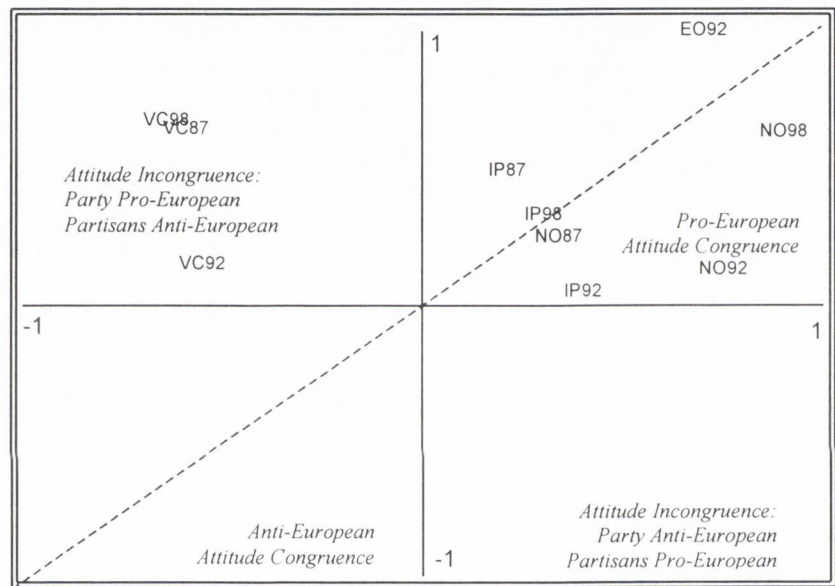 1
EO92
VC98
VC87
NO98
Attitude Incongruence:
Party Pro-European
Partisans Anti-European
IP87
IP98
NO87
Pro-European
Attitude Congruence
VC92
NO92
IP92
-1
1
Anti-European
Attitude Congruence
-1
Attitude Incongruence:
Party Anti-European
Partisans Pro-European